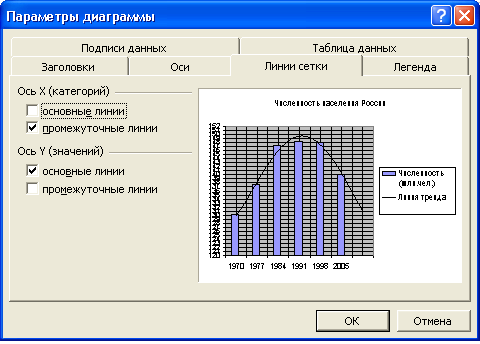 Параметры диаграммы
Подписи данных
Таблица данных
Заголовки
Оси
Линии сетки
Легенда
Ось X (категорий)
основные линии
промежуточные линии
Ось Y (значений)
основные линии
промежуточные линии
Численность населения России
152
120
1970 1977 1984 1991 1998 2005
Численность
(млн.чел.)
Линия тренда
ОК
Отмена